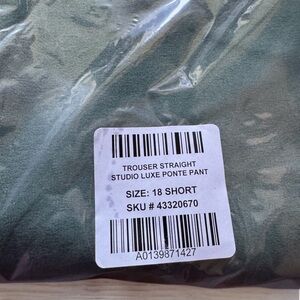 TROUSER STRAIGHT
STUDIO LUXE PONTE PANT
SIZE: 18 SHORT
SKU # 43320670
A0139871427